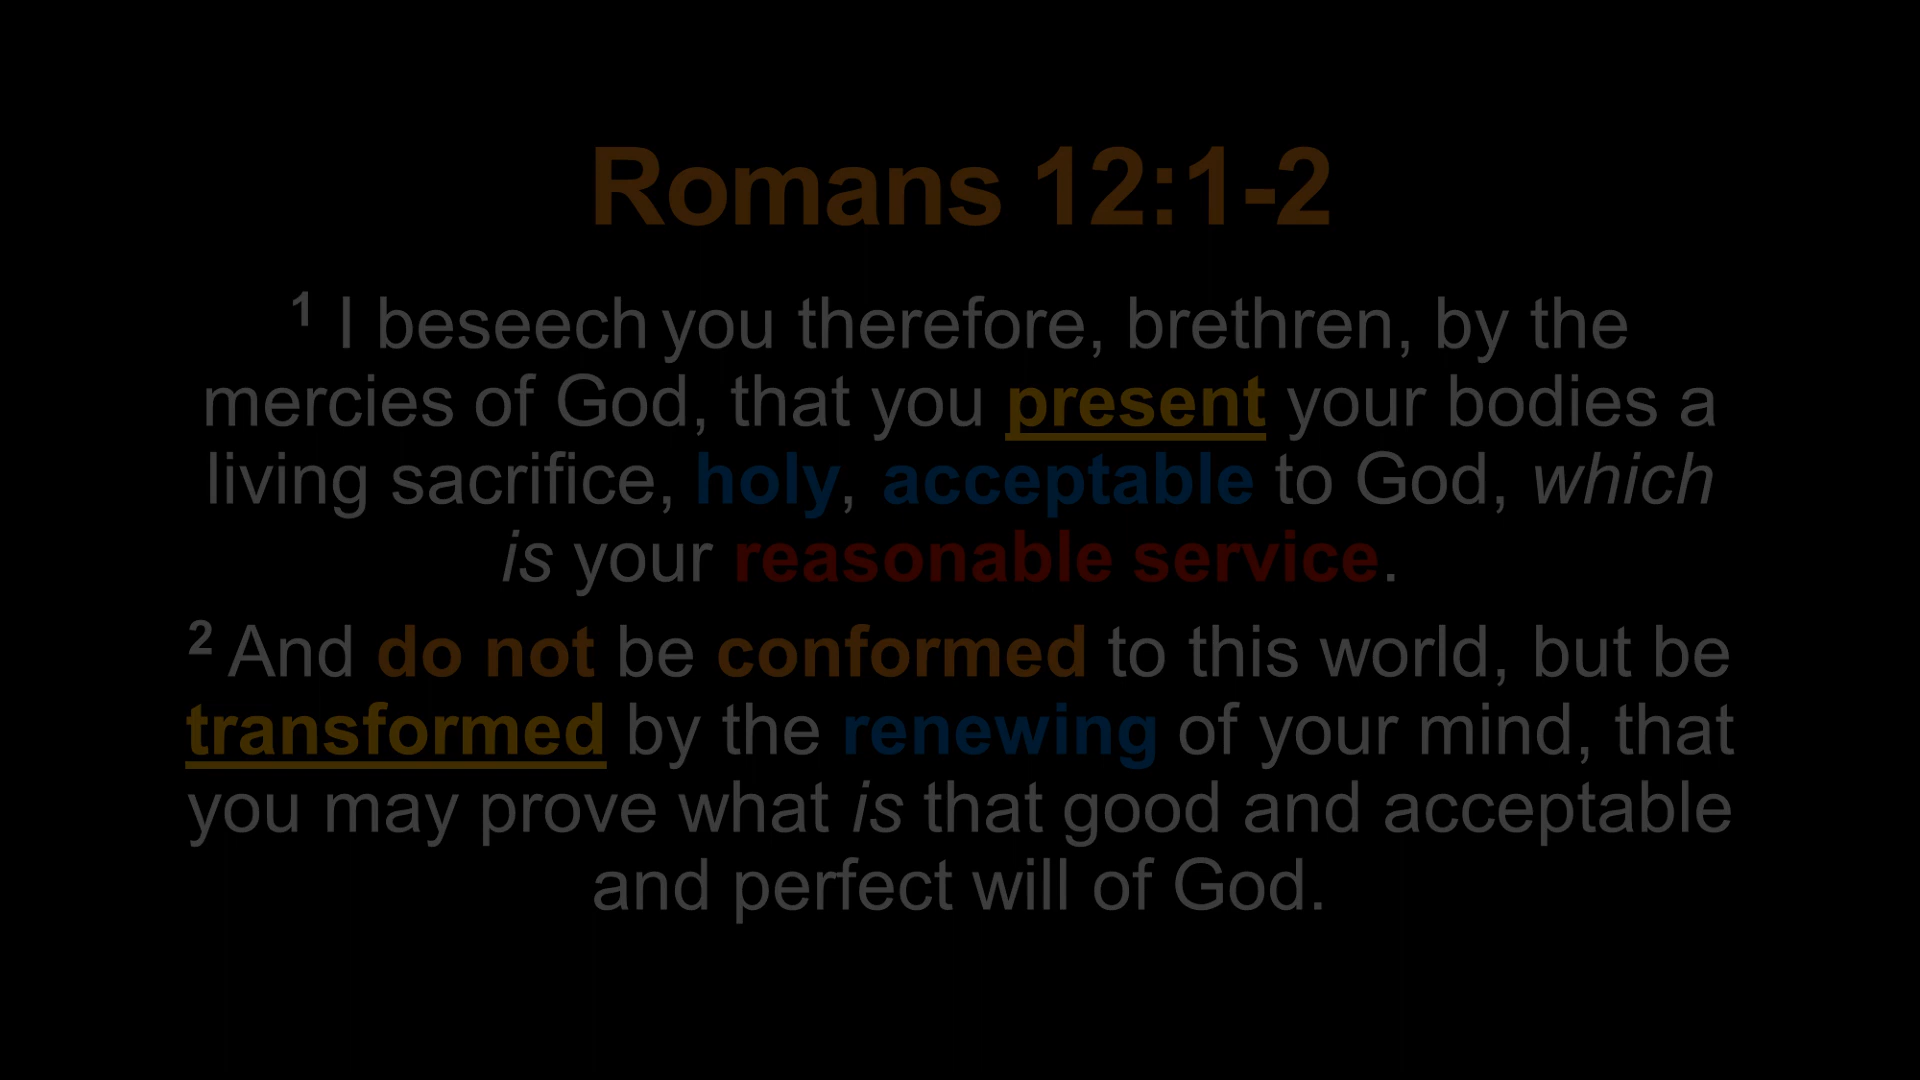 Romans 12:1-2
1 I beseech you therefore, brethren, by the
mercies of God, that you present your bodies a
living sacrifice, holy, acceptable to God, which
is your reasonable service.
2 And do not be conformed to this world, but be
transformed by the renewing of your mind, that
you may prove what is that good and acceptable
and perfect will of God.